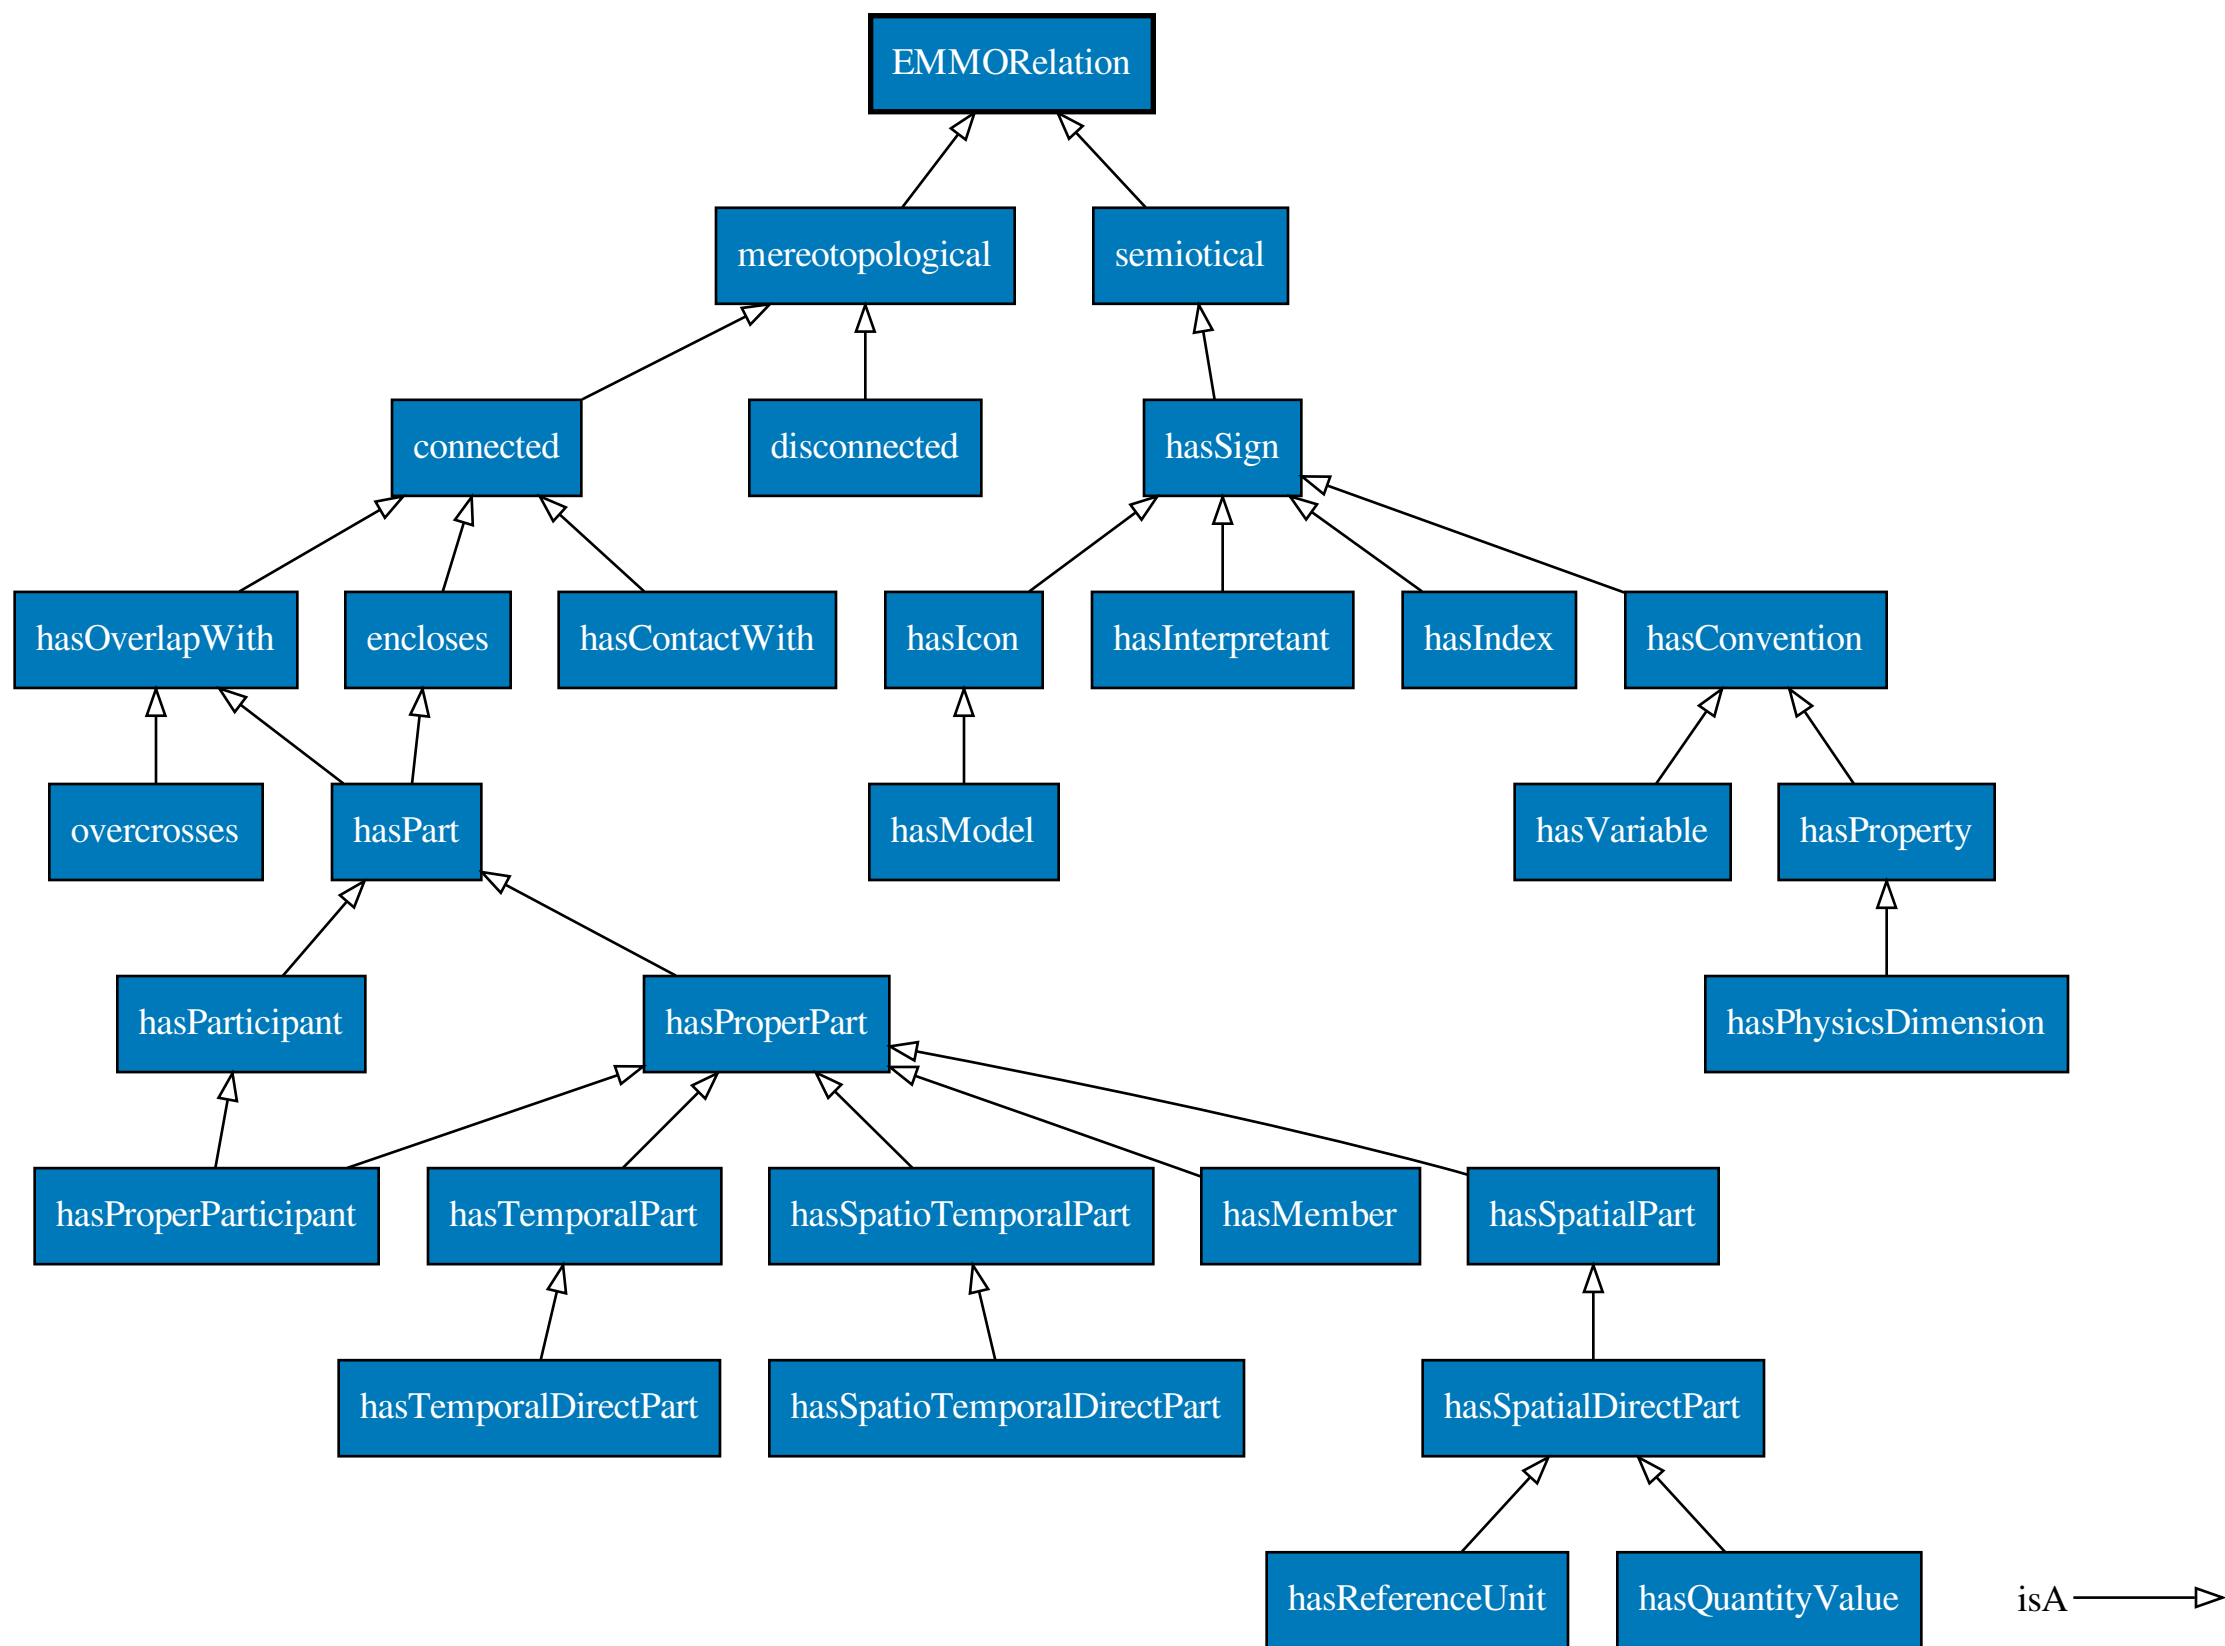 EMMORelation
mereotopological
semiotical
connected
disconnected
hasSign
hasOverlapWith
encloses
hasContactWith
hasIcon
hasInterpretant
hasIndex
hasConvention
overcrosses
hasPart
hasModel
hasVariable
hasProperty
hasParticipant
hasProperPart
hasPhysicsDimension
hasProperParticipant
hasTemporalPart
hasSpatioTemporalPart
hasMember
hasSpatialPart
hasTemporalDirectPart
hasSpatioTemporalDirectPart
hasSpatialDirectPart
hasReferenceUnit
hasQuantityValue
isA